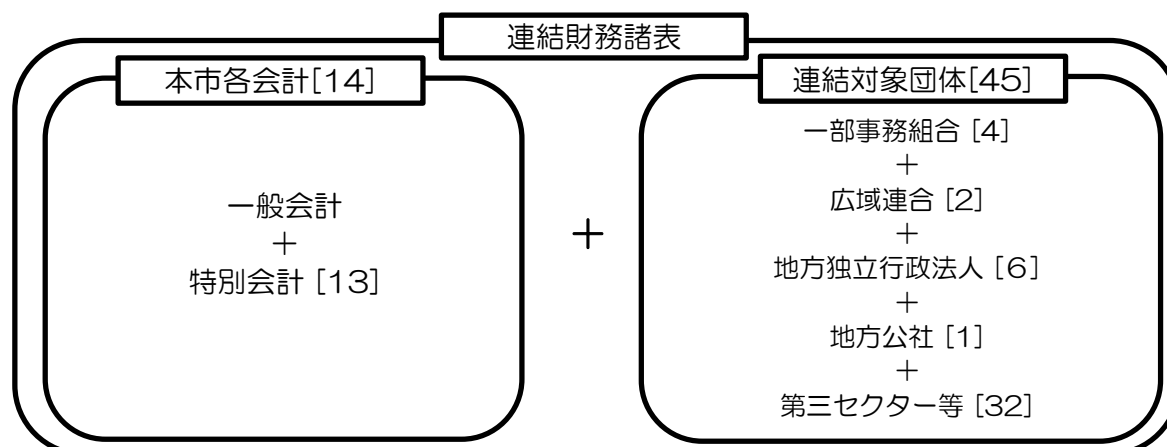 連結財務諸表
本市各会計[14]
一般会計
+
特別会計 [13]
+
連結対象団体[45]
一部事務組合 [4]
+
広域連合 [2]
+
地方独立行政法人 [6]
+
地方公社 [1]
+
第三セクター等 [32]